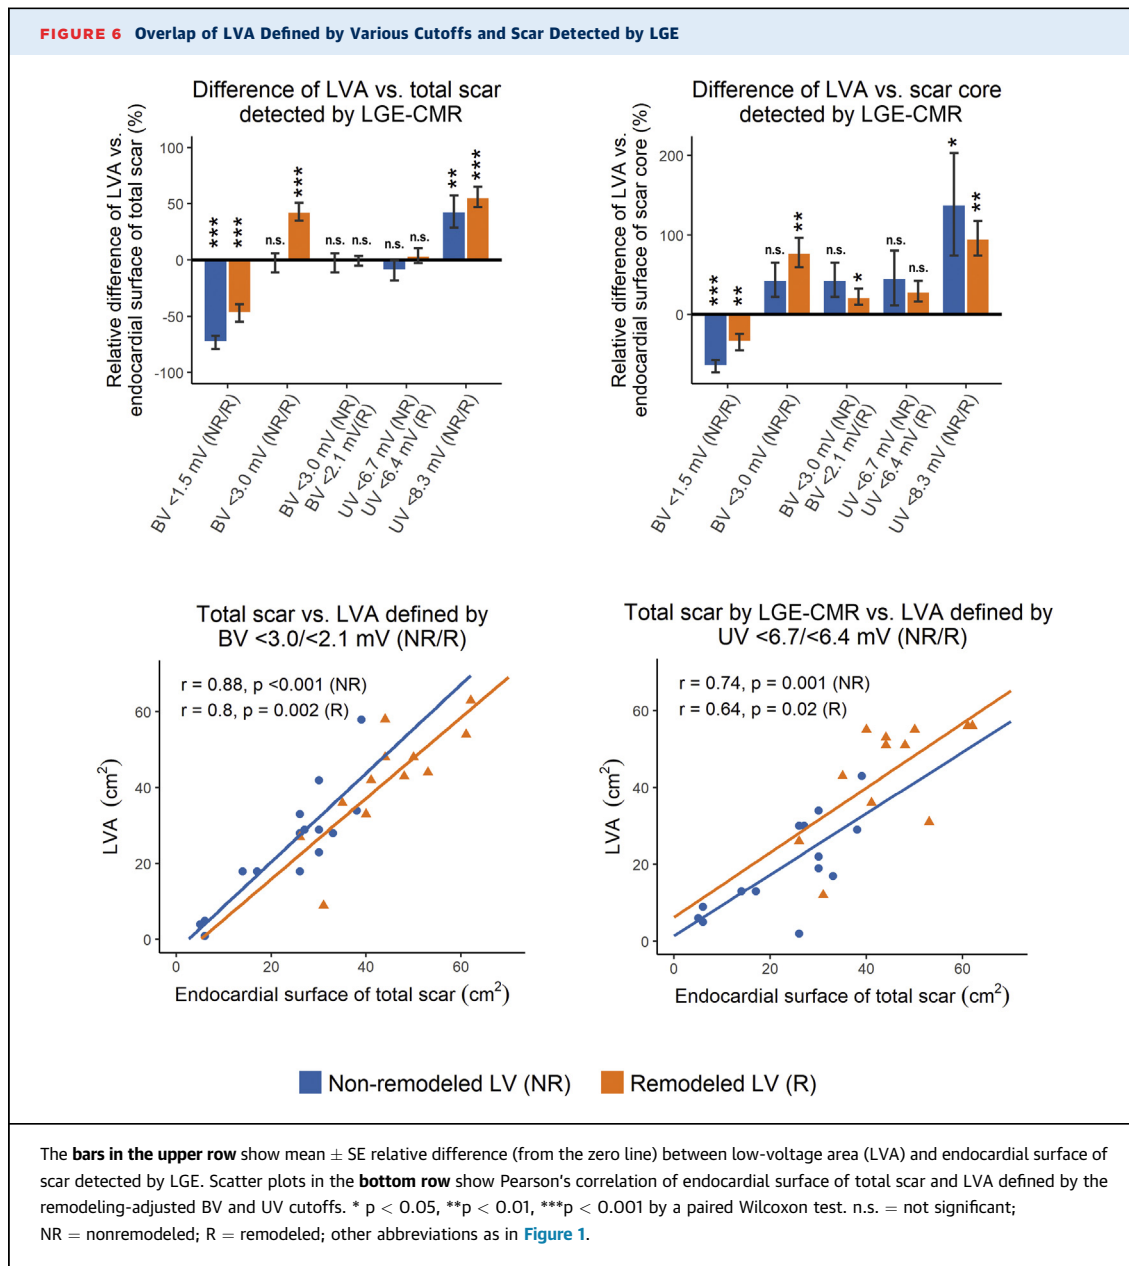 FIGURE 6 Overlap of LVA Defined by Various Cutoffs and Scar Detected by LGE
Difference of LVA vs. total scar
detected by LGE-CMR
Relative difference of LVA vs.
endocardial surface of total scar (%)
100
50
0
-50
-100
***
***
n.s.
***
n.s.
n.s.
n.s.
n.s.
**
***
BV <1.5 mV (NR/R)
BV <3.0 mV (NR/R)
BV <3.0 mV (NR)
BV <2.1 mV(R)
UV <6.7 mV (NR)
UV <6.4 mV (R)
UV <8.3 mV (NR/R)
Difference of LVA vs. scar core
detected by LGE-CMR
Relative difference of LVA vs.
endocardial surface of scar core (%)
200
100
0
***
**
n.s.
**
n.s.
*
n.s.
n.s.
*
**
BV <1.5 mV (NR/R)
BV <3.0 mV (NR/R)
BV <3.0 mV (NR)
BV <2.1 mV(R)
UV <6.7 mV (NR)
UV <6.4 mV (R)
UV <8.3 mV (NR/R)
Total scar vs. LVA defined by
BV <3.0/<2.1 mV (NR/R)
r = 0.88, p <0.001 (NR)
r = 0.8, p = 0.002 (R)
LVA (cm²)
60
40
20
0
0 20 40 60
Endocardial surface of total scar (cm²)
Total scar by LGE-CMR vs. LVA defined by
UV <6.7/<6.4 mV (NR/R)
r = 0.74, p = 0.001 (NR)
r = 0.64, p = 0.02 (R)
LVA (cm²)
60
40
20
0
0 20 40 60
Endocardial surface of total scar (cm²)
Non-remodeled LV (NR) Remodeled LV (R)
The bars in the upper row show mean ± SE relative difference (from the zero line) between low-voltage area (LVA) and endocardial surface of
scar detected by LGE. Scatter plots in the bottom row show Pearson's correlation of endocardial surface of total scar and LVA defined by the
remodeling-adjusted BV and UV cutoffs. * p < 0.05, **p < 0.01, ***p < 0.001 by a paired Wilcoxon test. n.s. = not significant;
NR = nonremodeled; R = remodeled; other abbreviations as in Figure 1.